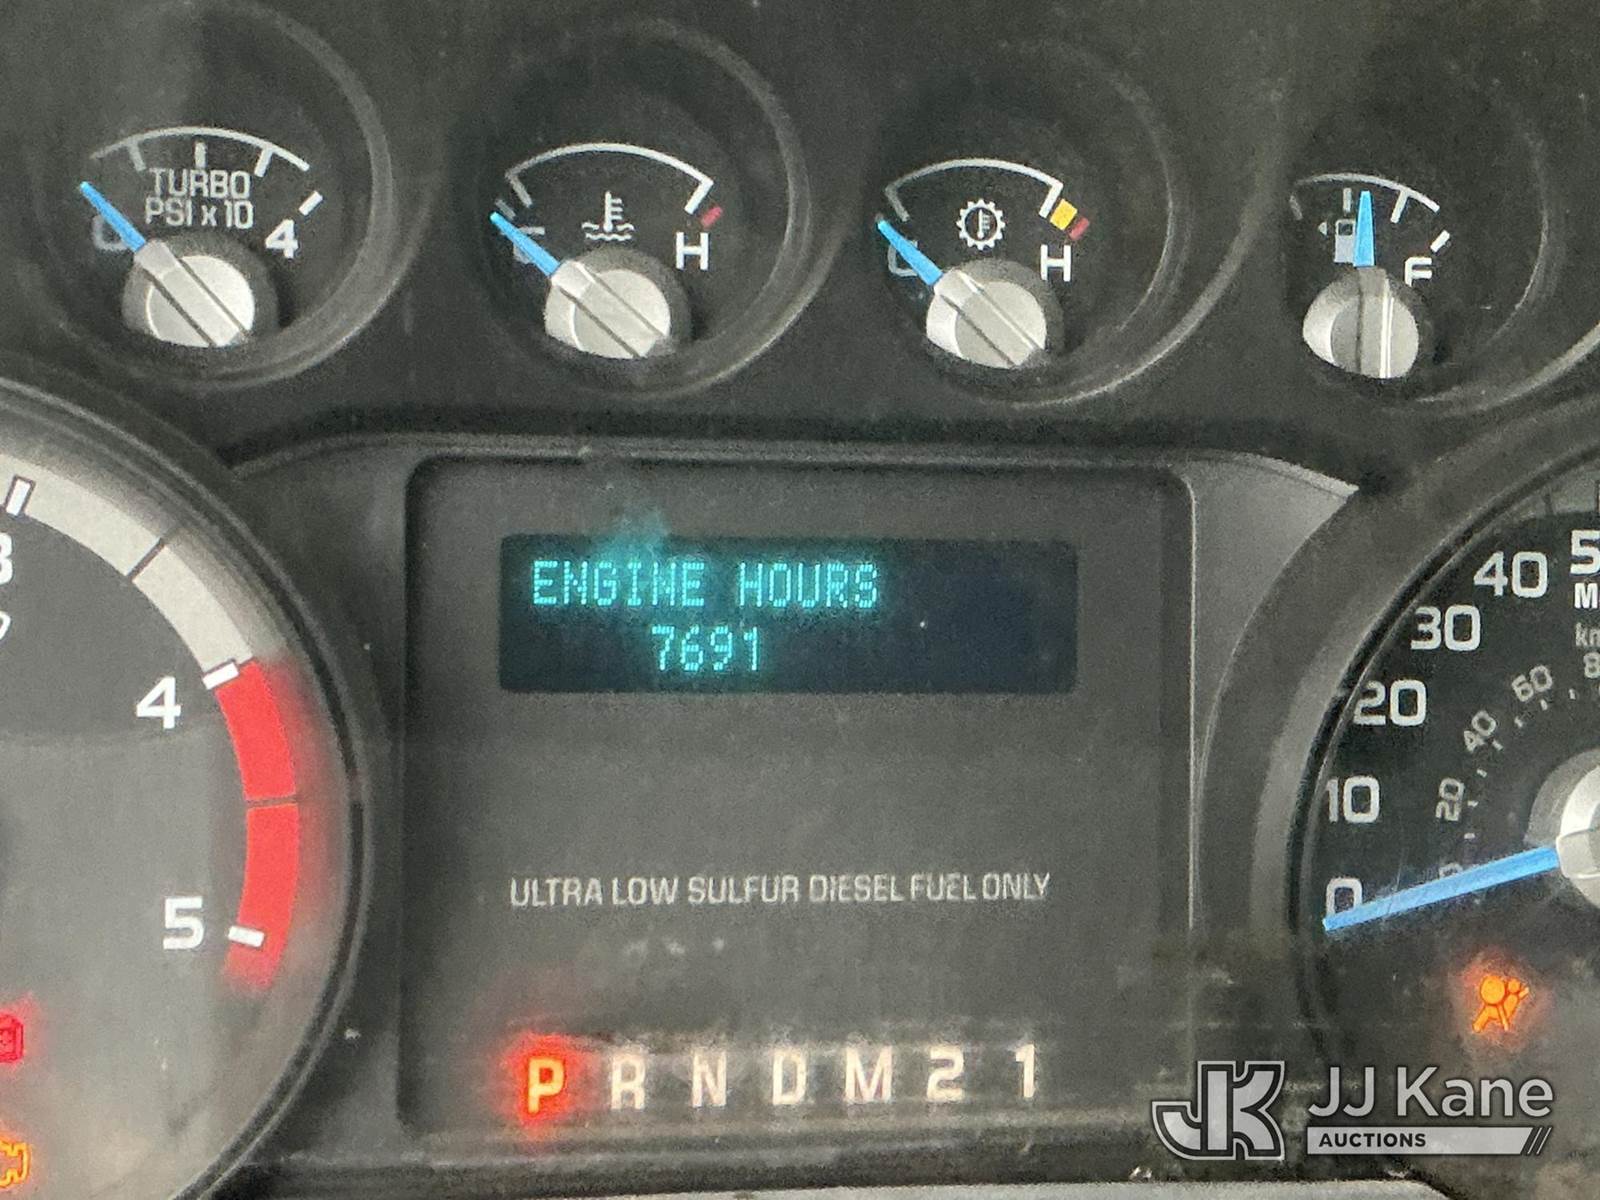 TURBO
PSI x 10
4
H
H
F
ENGINE HOURS
7691
4
5
40
30
20
10
0
60
40
20
ULTRA LOW SULFUR DIESEL FUEL ONLY
P R N D M 2 1
JK JJ Kane
AUCTIONS